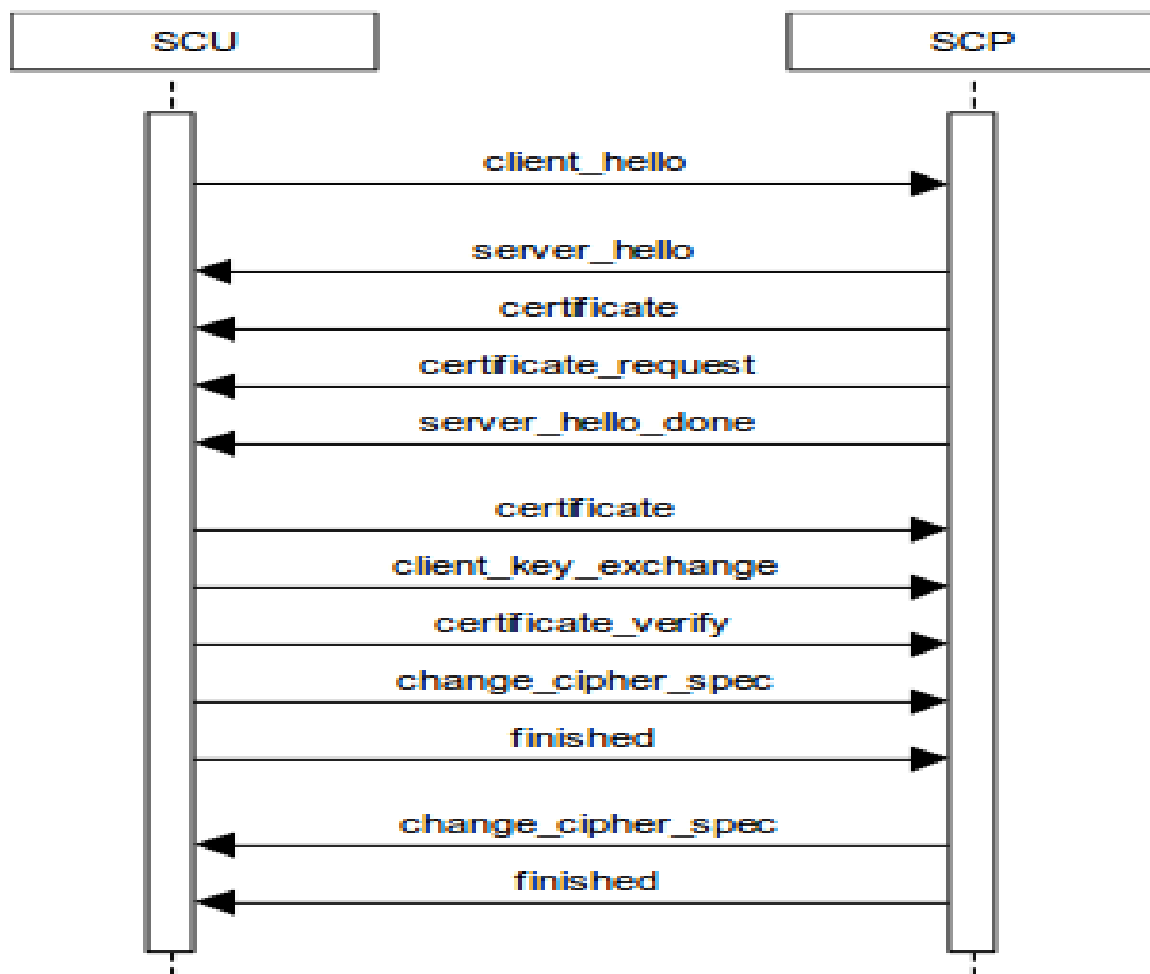 SCU
SCP
client_hello
server_hello
certificate
certificate_request
server_hello_done
certificate
client_key_exchange
certificate_verify
change_cipher_spec
finished
change_cipher_spec
finished